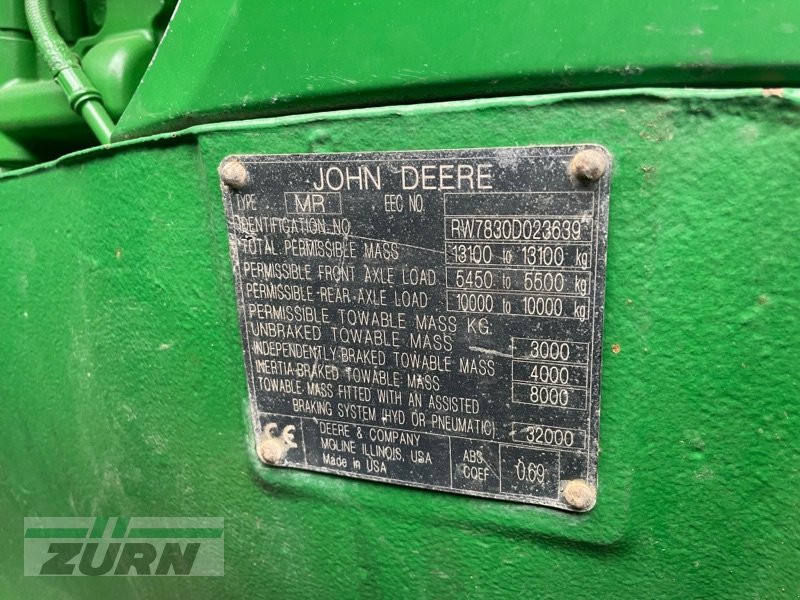 JOHN DEERE
TYPE MR EEC NO
IDENTIFICATION NO. RW7830D023639
TOTAL PERMISSIBLE MASS 13100 to 13100 kg
PERMISSIBLE FRONT AXLE LOAD 5450 to 5500 kg
PERMISSIBLE REAR AXLE LOAD 10000 to 10000 kg
PERMISSIBLE TOWABLE MASS KG.
UNBRAKED TOWABLE MASS 3000
INDEPENDENTLY BRAKED TOWABLE MASS 4000
INERTIA-BRAKED TOWABLE MASS 8000
TOWABLE MASS FITTED WITH AN ASSISTED
BRAKING SYSTEM (HYD OR PNEUMATIC) 32000
CE
DEERE & COMPANY
MOLINE ILLINOIS, USA
Made in USA
ABS.
COEF
0.69
ZÜRN